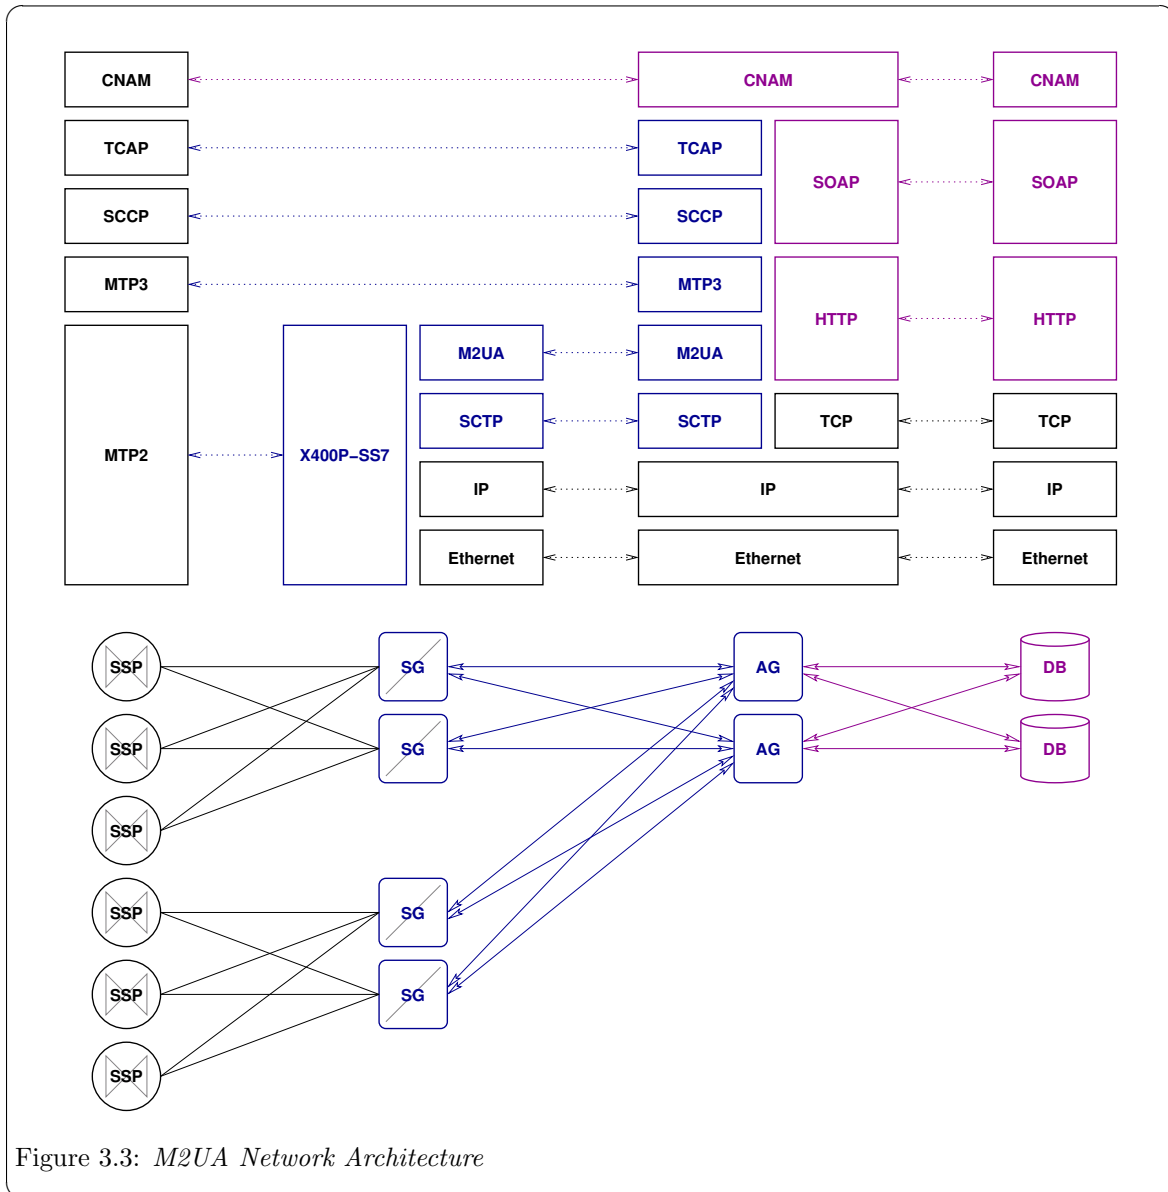 CNAM CNAM CNAM
TCAP TCAP SOAP SOAP
SCCP SCCP
MTP3 MTP3 HTTP HTTP
M2UA M2UA
MTP2 X400P−SS7 SCTP SCTP TCP TCP
IP IP IP
Ethernet Ethernet Ethernet
SSP SG AG DB
SSP SG AG DB
SSP
SSP SG
SSP SG
SSP
Figure 3.3: M2UA Network Architecture